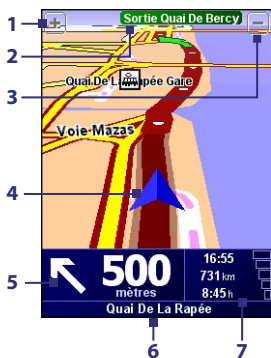 1
+
Sortie Quai De Bercy
-
2
3
Quai De La Rapée Gare
Voie Mazas
4
5
500
mètres
16:55
731 km
8:45 h
Quai De La Rapée
6
7